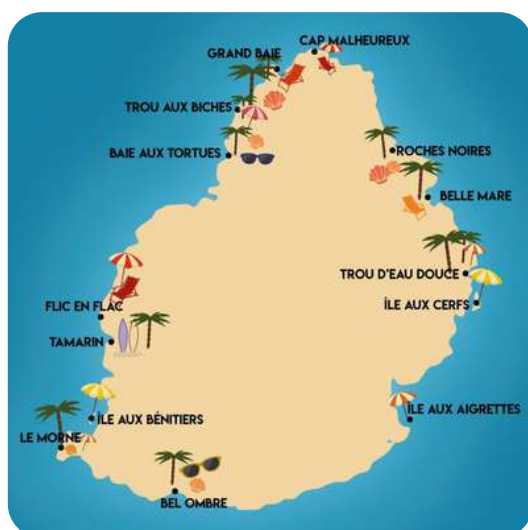 CAP MALHEUREUX
GRAND BAIE
TROU AUX BICHES
BAIE AUX TORTUES
ROCHES NOIRES
BELLE MARE
TROU D'EAU DOUCE
ÎLE AUX CERFS
FLIC EN FLAC
TAMARIN
ÎLE AUX BÉNITIERS
ÎLE AUX AIGRETTES
LE MORNE
BEL OMBRE